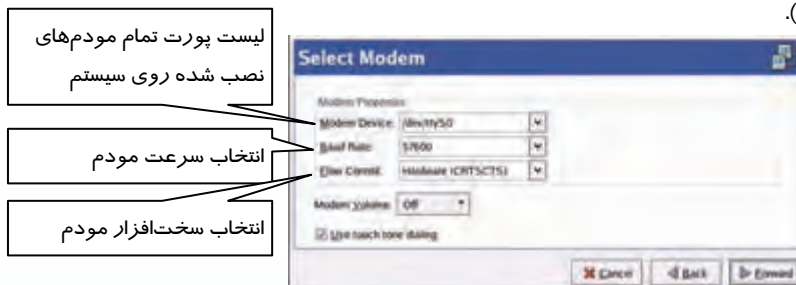 ).
لیست پورت تمام مودم‌های
نصب شده روی سیستم
انتخاب سرعت مودم
انتخاب سخت‌افزار مودم
Select Modem
Modem Properties
Modem Device: /dev/ttyS0
Baud Rate: 57600
Flow Control: Hardware (CRTSCTS)
Modem Volume: Off
Use touch tone dialing
Cancel
Back
Forward